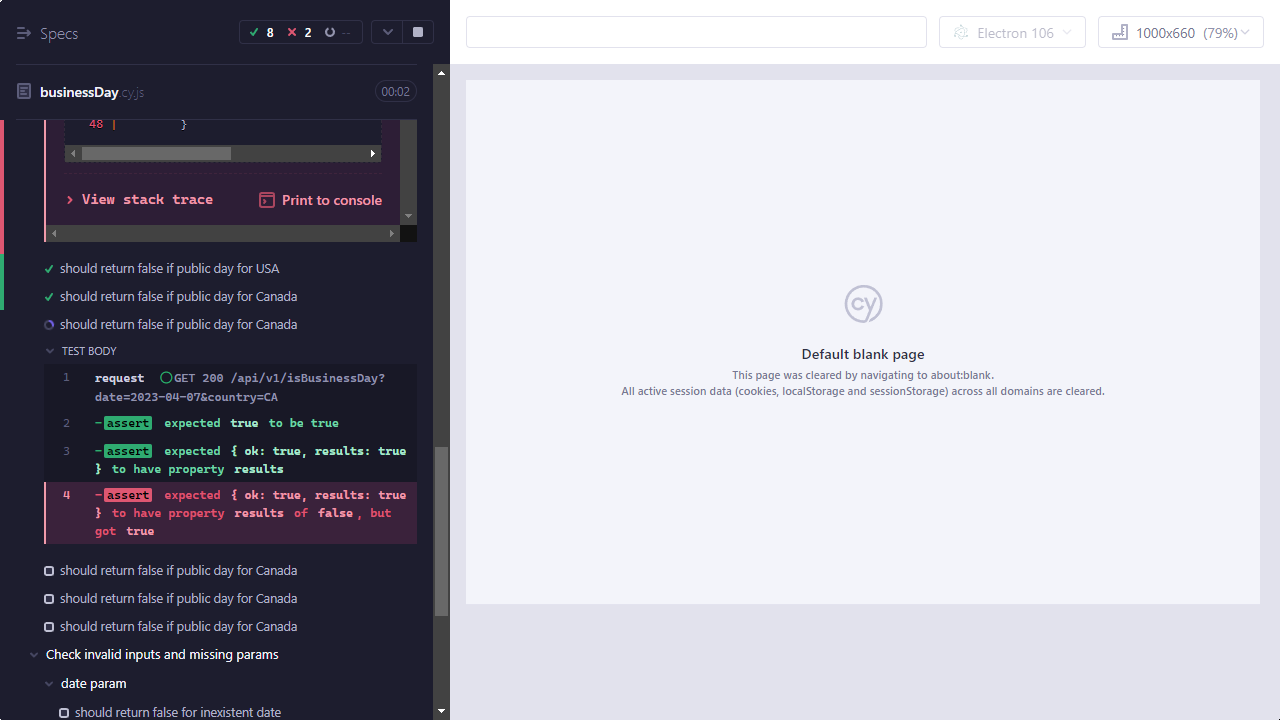 Specs
8 2 --
Electron 106
1000x660 (79%)
businessDay.cy.js
00:02
48 | }
View stack trace
Print to console
should return false if public day for USA
should return false if public day for Canada
should return false if public day for Canada
TEST BODY
1 request GET 200 /api/v1/isBusinessDay?
date=2023-04-07&country=CA
2 -assert expected true to be true
3 -assert expected { ok: true, results: true
} to have property results
4 -assert expected { ok: true, results: true
} to have property results of false, but
got true
should return false if public day for Canada
should return false if public day for Canada
should return false if public day for Canada
Check invalid inputs and missing params
date param
should return false for inexistent date
cy
Default blank page
This page was cleared by navigating to about:blank.
All active session data (cookies, localStorage and sessionStorage) across all domains are cleared.